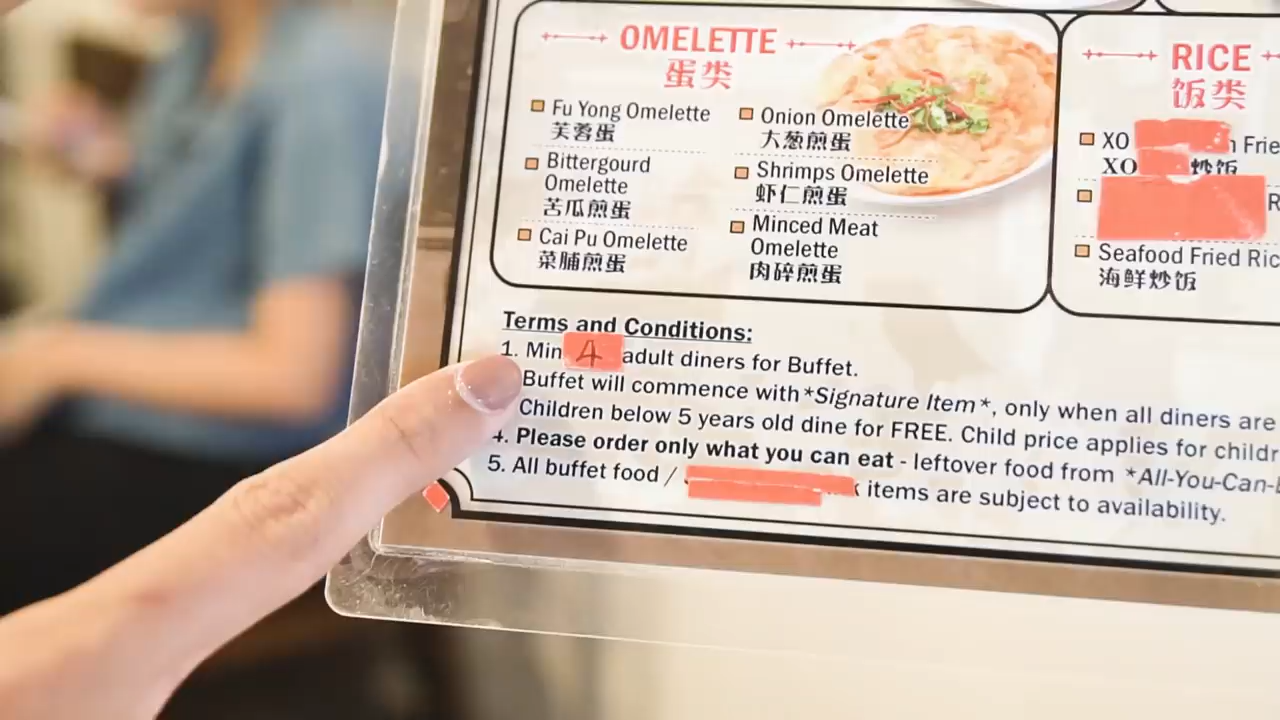 OMELETTE
蛋类
Fu Yong Omelette
芙蓉蛋
Bittergourd
Omelette
苦瓜煎蛋
Cai Pu Omelette
菜脯煎蛋
Onion Omelette
大葱煎蛋
Shrimps Omelette
虾仁煎蛋
Minced Meat
Omelette
肉碎煎蛋
RICE
饭类
XO Frie
XO 炒饭
Seafood Fried Ric
海鲜炒饭
Terms and Conditions:
1. Min 4 adult diners for Buffet.
Buffet will commence with *Signature Item*, only when all diners are
Children below 5 years old dine for FREE. Child price applies for childr
4. Please order only what you can eat - leftover food from *All-You-Can-
5. All buffet food / items are subject to availability.